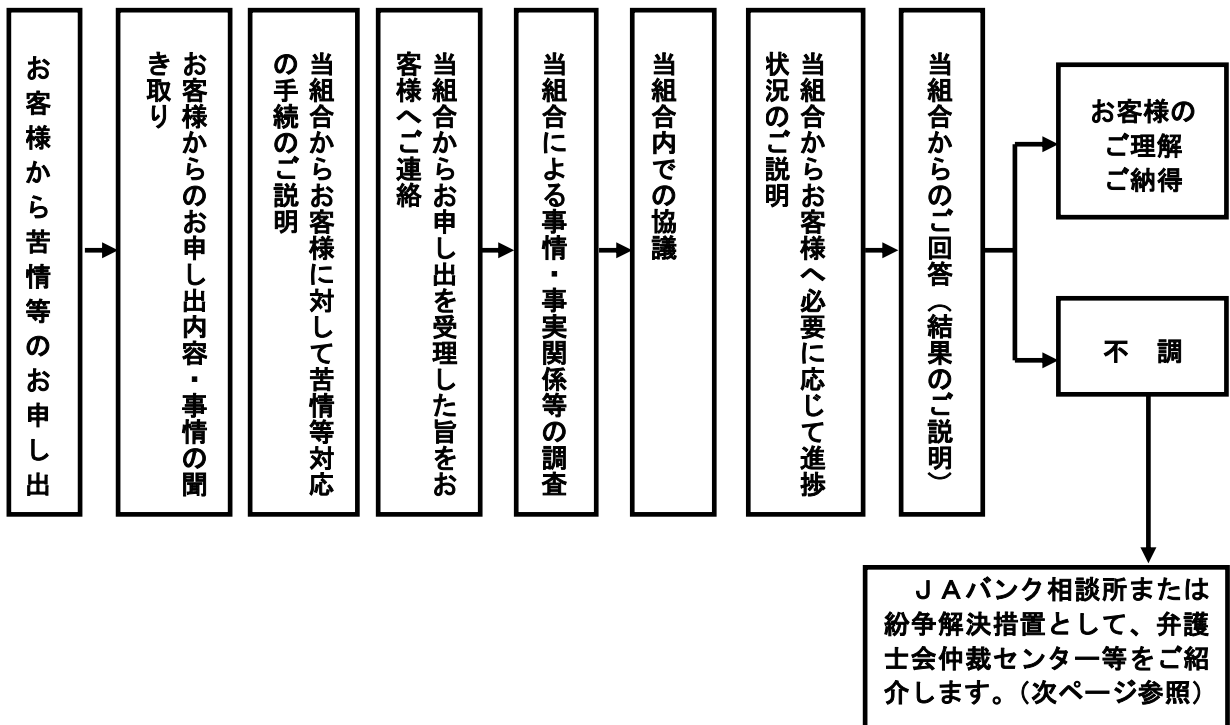 お客様から苦情等のお申し出
お客様からのお申し出内容・事情の聞
き取り
当組合からお客様に対して苦情等対応
の手続のご説明
当組合からお申し出を受理した旨をお
客様へご連絡
当組合による事情・事実関係等の調査
当組合内での協議
当組合からお客様へ必要に応じて進捗
状況のご説明
当組合からのご回答（結果のご説明）
お客様の
ご理解
ご納得
不　調
ＪＡバンク相談所または
紛争解決措置として、弁護
士会仲裁センター等をご紹
介します。（次ページ参照）